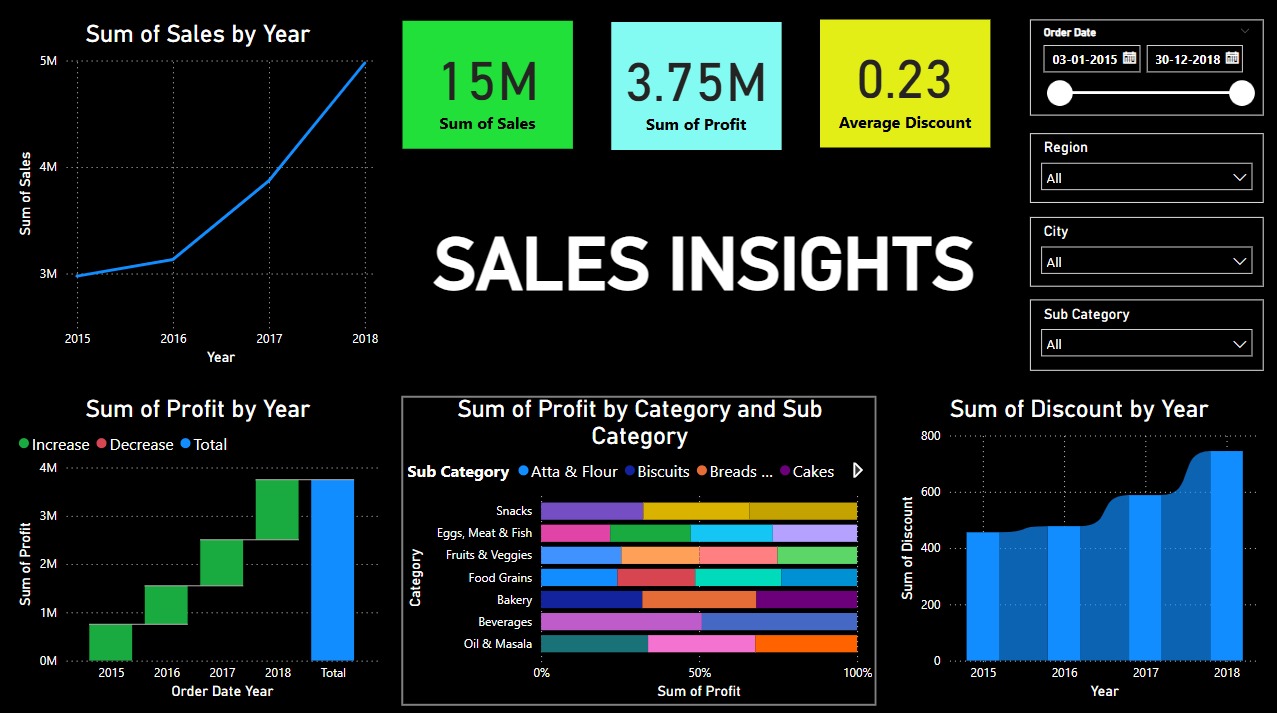 Sum of Sales by Year
5M
4M
3M
Sum of Sales
2015 2016 2017 2018
Year
15M
Sum of Sales
3.75M
Sum of Profit
0.23
Average Discount
SALES INSIGHTS
Order Date
03-01-2015 30-12-2018
Region
All
City
All
Sub Category
All
Sum of Profit by Year
Increase Decrease Total
4M
3M
2M
1M
0M
Sum of Profit
2015 2016 2017 2018 Total
Order Date Year
Sum of Profit by Category and Sub
Category
Sub Category Atta & Flour Biscuits Breads ... Cakes
Category
Snacks
Eggs, Meat & Fish
Fruits & Veggies
Food Grains
Bakery
Beverages
Oil & Masala
0% 50% 100%
Sum of Profit
Sum of Discount by Year
800
600
400
200
0
Sum of Discount
2015 2016 2017 2018
Year